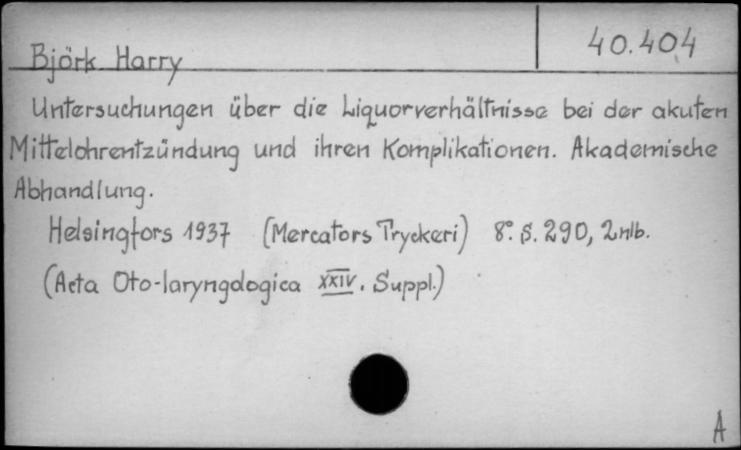 40.404
Björk Harry
Untersuchungen über die Liquorverhältnisse bei der akuten
Mittelohrentzündung und ihren Komplikationen. Akademische
Abhandlung.
Helsingfors 1937 (Mercators Tryckeri) 8°. S. 290, 2 nlb.
(Acta Oto-laryngologica XXIV. Suppl.)
A